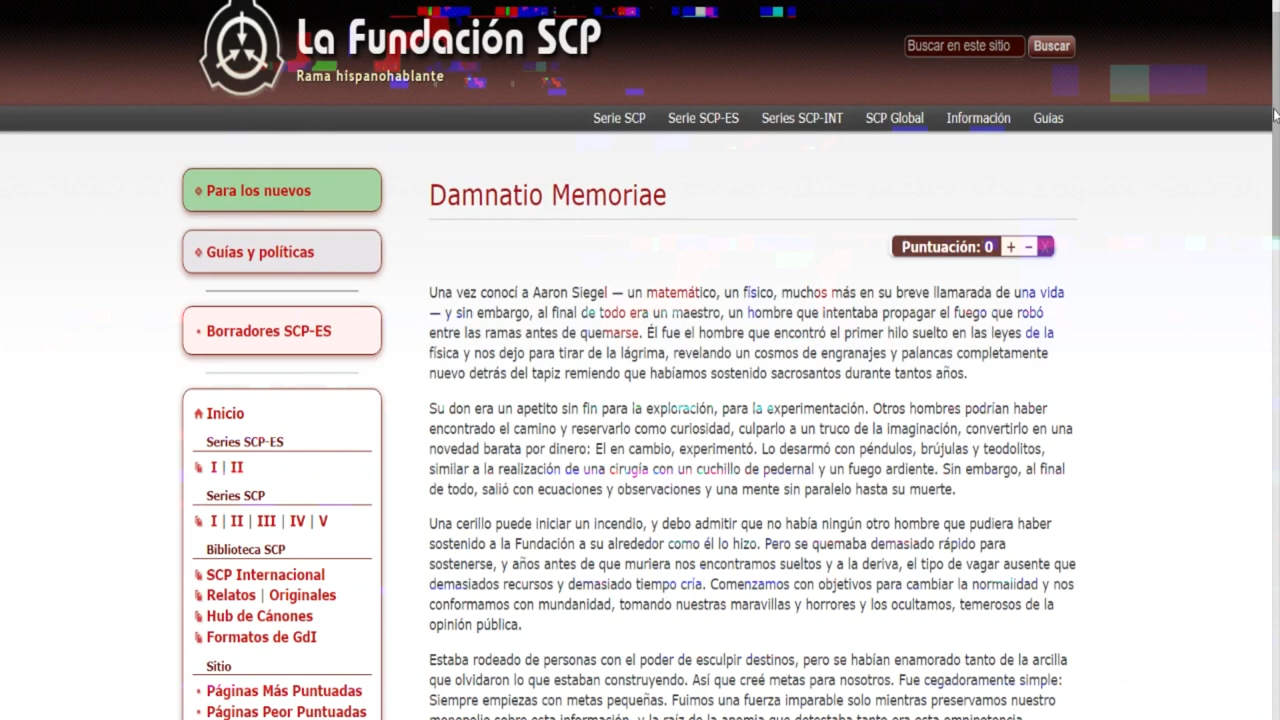 La Fundación SCP
Rama hispanohablante
Buscar en este sitio
Buscar
Serie SCP
Serie SCP-ES
Series SCP-INT
SCP Global
Información
Guías
Para los nuevos
Guías y políticas
Borradores SCP-ES
Inicio
Series SCP-ES
I | II
Series SCP
I | II | III | IV | V
Biblioteca SCP
SCP Internacional
Relatos | Originales
Hub de Cánones
Formatos de GdI
Sitio
Páginas Más Puntuadas
Páginas Peor Puntuadas
Damnatio Memoriae
Puntuación: 0 + − X
Una vez conocí a Aaron Siegel — un matemático, un físico, muchos más en su breve llamarada de una vida
— y sin embargo, al final de todo era un maestro, un hombre que intentaba propagar el fuego que robó
entre las ramas antes de quemarse. Él fue el hombre que encontró el primer hilo suelto en las leyes de la
física y nos dejo para tirar de la lágrima, revelando un cosmos de engranajes y palancas completamente
nuevo detrás del tapiz remiendo que habíamos sostenido sacrosantos durante tantos años.
Su don era un apetito sin fin para la exploración, para la experimentación. Otros hombres podrían haber
encontrado el camino y reservarlo como curiosidad, culparlo a un truco de la imaginación, convertirlo en una
novedad barata por dinero: El en cambio, experimentó. Lo desarmó con péndulos, brújulas y teodolitos,
similar a la realización de una cirugía con un cuchillo de pedernal y un fuego ardiente. Sin embargo, al final
de todo, salió con ecuaciones y observaciones y una mente sin paralelo hasta su muerte.
Una cerillo puede iniciar un incendio, y debo admitir que no había ningún otro hombre que pudiera haber
sostenido a la Fundación a su alrededor como él lo hizo. Pero se quemaba demasiado rápido para
sostenerse, y años antes de que muriera nos encontramos sueltos y a la deriva, el tipo de vagar ausente que
demasiados recursos y demasiado tiempo cría. Comenzamos con objetivos para cambiar la normalidad y nos
conformamos con mundanidad, tomando nuestras maravillas y horrores y los ocultamos, temerosos de la
opinión pública.
Estaba rodeado de personas con el poder de esculpir destinos, pero se habían enamorado tanto de la arcilla
que olvidaron lo que estaban construyendo. Así que creé metas para nosotros. Fue cegadoramente simple:
Siempre empiezas con metas pequeñas. Fuimos una fuerza imparable solo mientras preservamos nuestro
monopolio sobre esta información, y la raíz de la anomia que detestaba tanto era esta omnipotencia